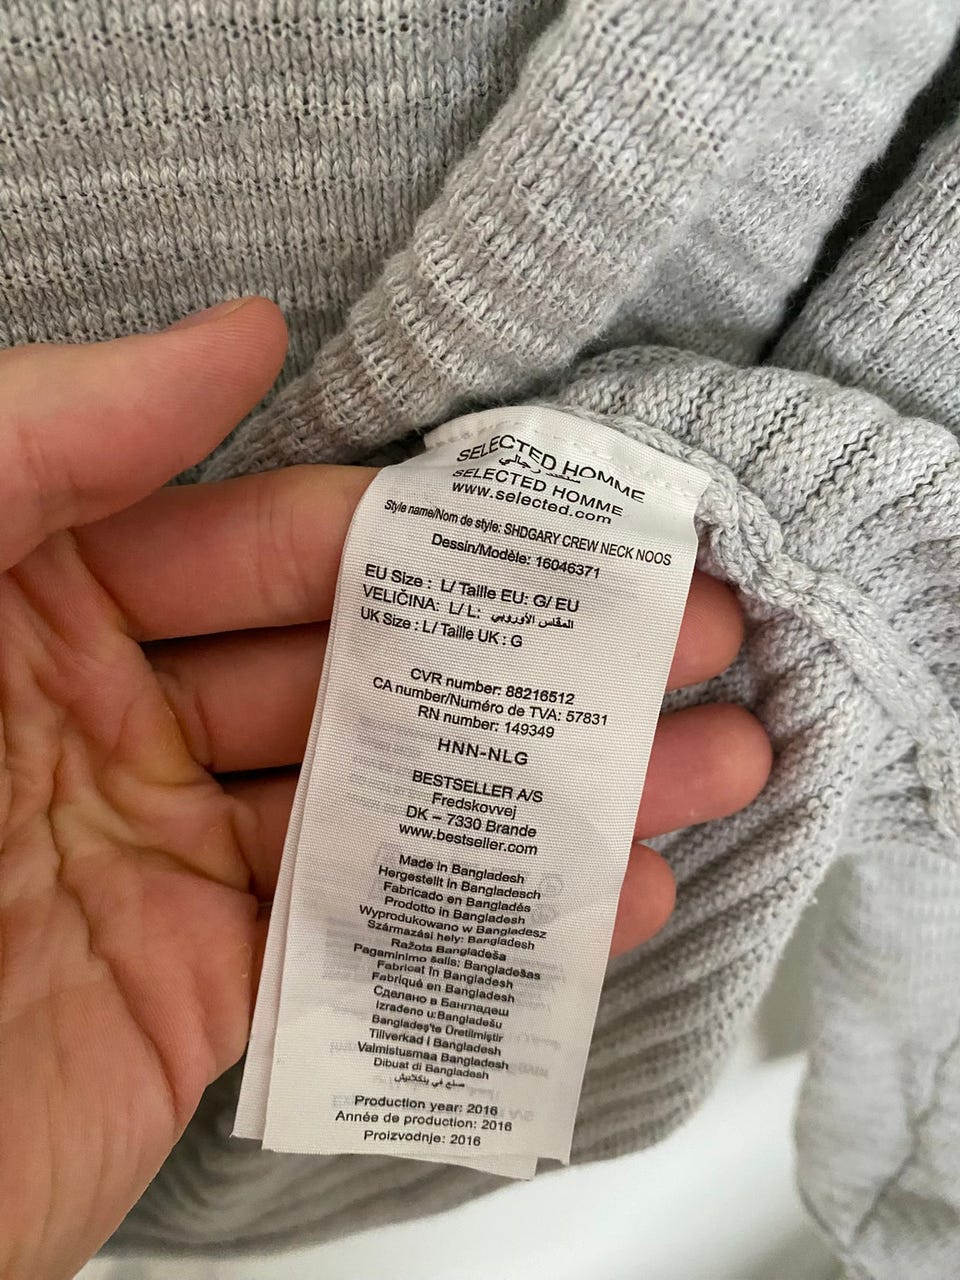 SELECTED HOMME
SELECTED HOMME
www.selected.com
Style name/Nom de style: SHDGARY CREW NECK NOOS
Dessin/Modèle: 16046371
EU Size : L/ Taille EU: G/ EU
VELIČINA: L/ L: المقاس الأوروبي
UK Size : L/ Taille UK : G
CVR number: 88216512
CA number/Numéro de TVA: 57831
RN number: 149349
HNN-NLG
BESTSELLER A/S
Fredskovvej
DK – 7330 Brande
www.bestseller.com
Made in Bangladesh
Hergestellt in Bangladesch
Fabricado en Bangladés
Prodotto in Bangladesh
Wyprodukowano w Bangladesz
Származási hely: Bangladesh
Ražota Bangladeša
Pagaminimo šalis: Bangladešas
Fabricat în Bangladesh
Fabriqué en Bangladesh
Сделано в Бангладеш
Izrađeno u:Bangladešu
Bangladeş'te Üretilmiştir
Tillverkad i Bangladesh
Valmistusmaa Bangladesh
Dibuat di Bangladesh
صنع في بنكلاديش
Production year: 2016
Année de production: 2016
Proizvodnje: 2016